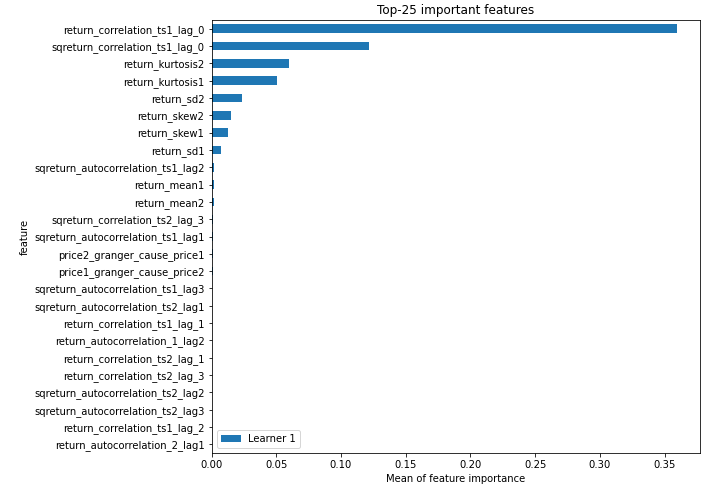 Top-25 important features
return_correlation_ts1_lag_0
sqreturn_correlation_ts1_lag_0
return_kurtosis2
return_kurtosis1
return_sd2
return_skew2
return_skew1
return_sd1
sqreturn_autocorrelation_ts1_lag2
return_mean1
return_mean2
sqreturn_correlation_ts2_lag_3
sqreturn_autocorrelation_ts1_lag1
price2_granger_cause_price1
price1_granger_cause_price2
sqreturn_autocorrelation_ts1_lag3
sqreturn_autocorrelation_ts2_lag1
return_correlation_ts1_lag_1
return_autocorrelation_1_lag2
return_correlation_ts2_lag_1
return_correlation_ts2_lag_3
sqreturn_autocorrelation_ts2_lag2
sqreturn_autocorrelation_ts2_lag3
return_correlation_ts1_lag_2
return_autocorrelation_2_lag1
feature
Learner 1
0.00 0.05 0.10 0.15 0.20 0.25 0.30 0.35
Mean of feature importance